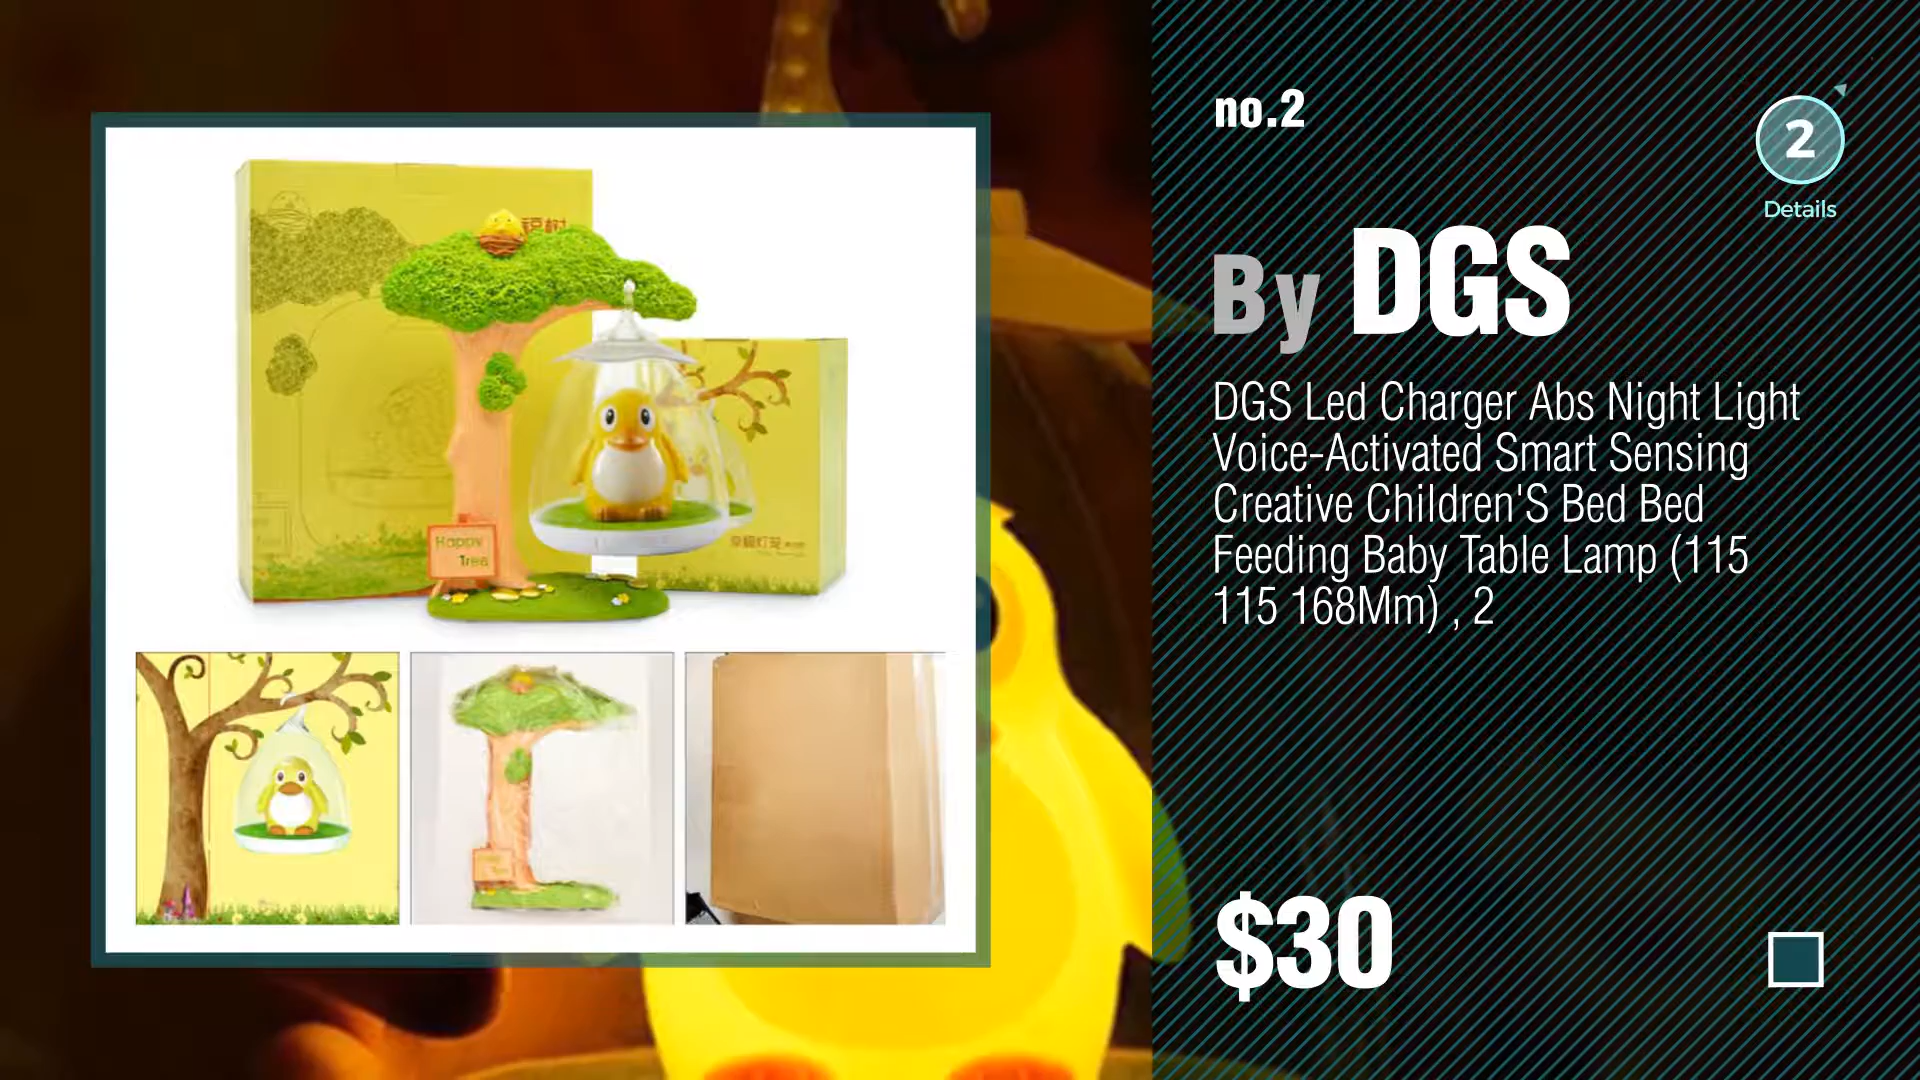 no.2
2
Details
By DGS
DGS Led Charger Abs Night Light
Voice-Activated Smart Sensing
Creative Children'S Bed Bed
Feeding Baby Table Lamp (115
115 168Mm) , 2
$30
Happy
Tree